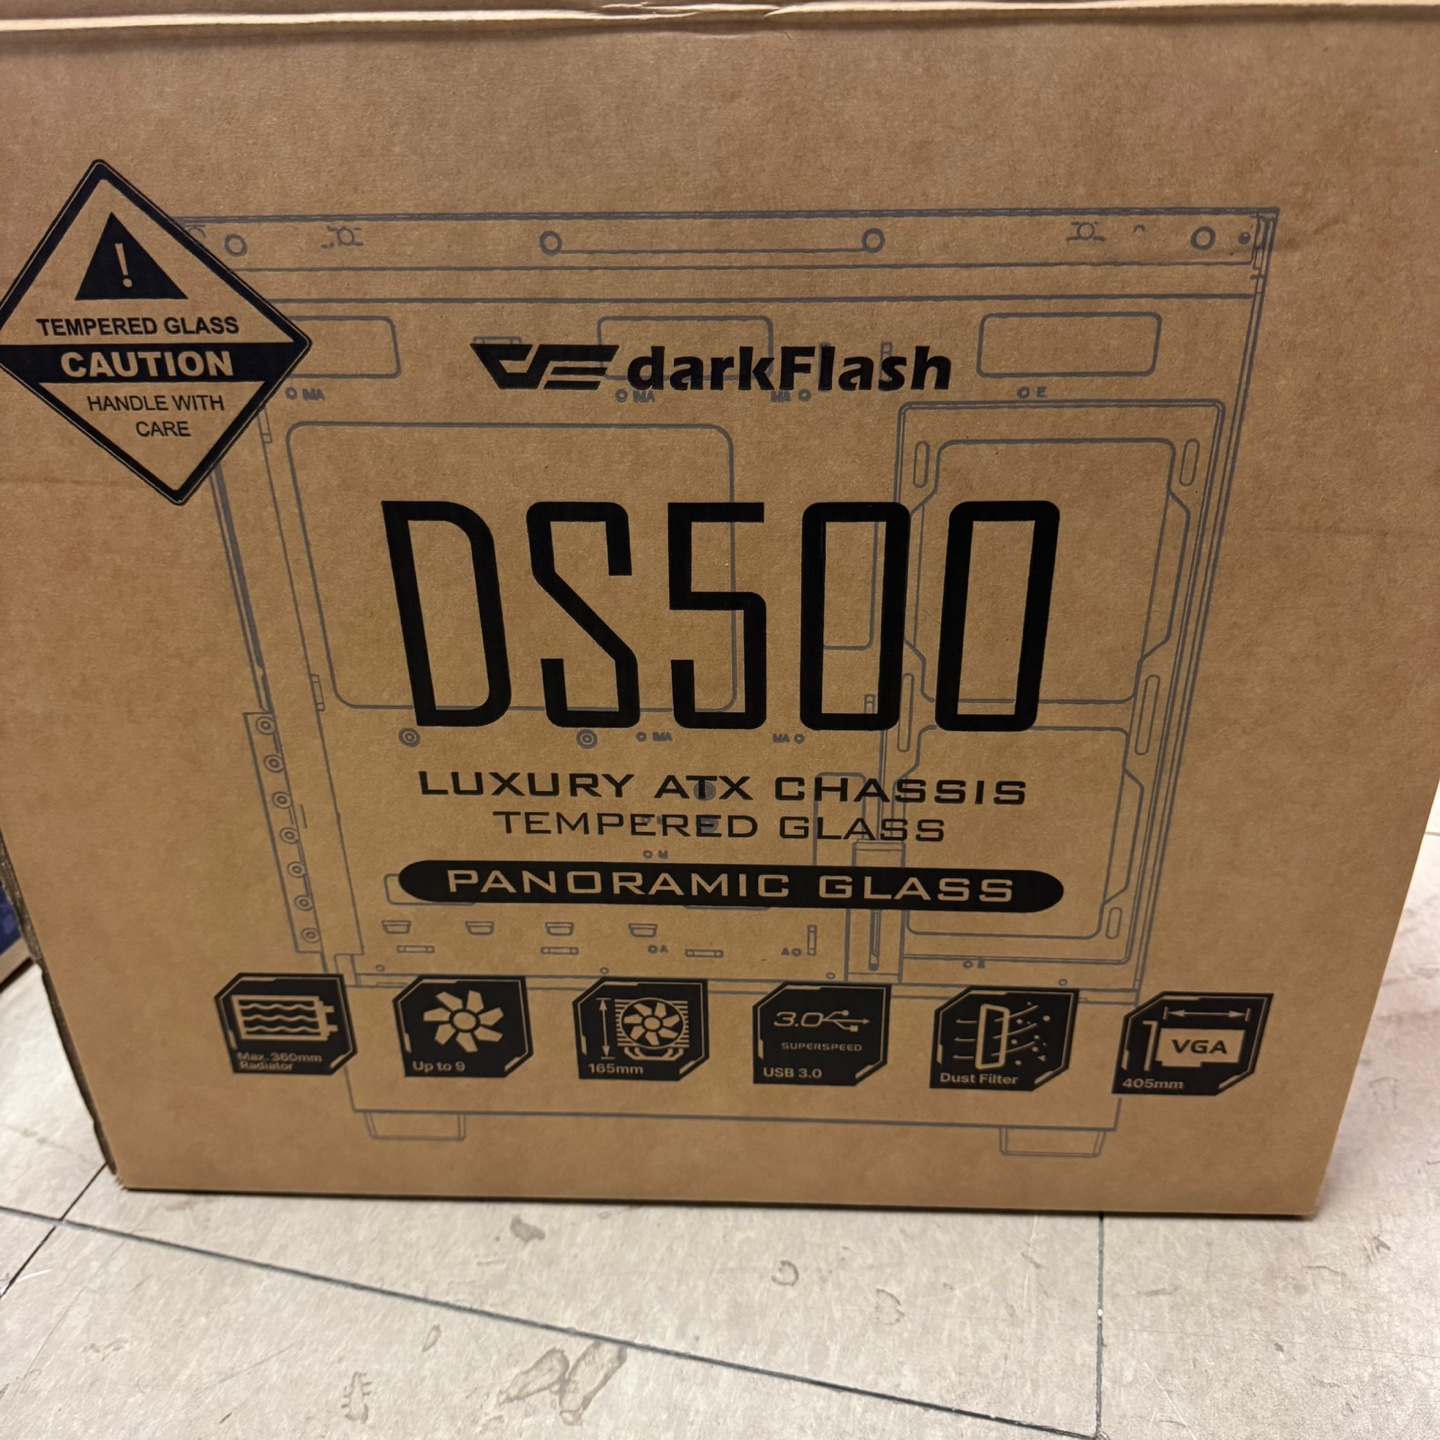 !
TEMPERED GLASS
CAUTION
HANDLE WITH
CARE
darkFlash
DS500
LUXURY ATX CHASSIS
TEMPERED GLASS
PANORAMIC GLASS
Max. 360mm
Radiator
Up to 9
165mm
3.0
SUPERSPEED
USB 3.0
Dust Filter
VGA
405mm